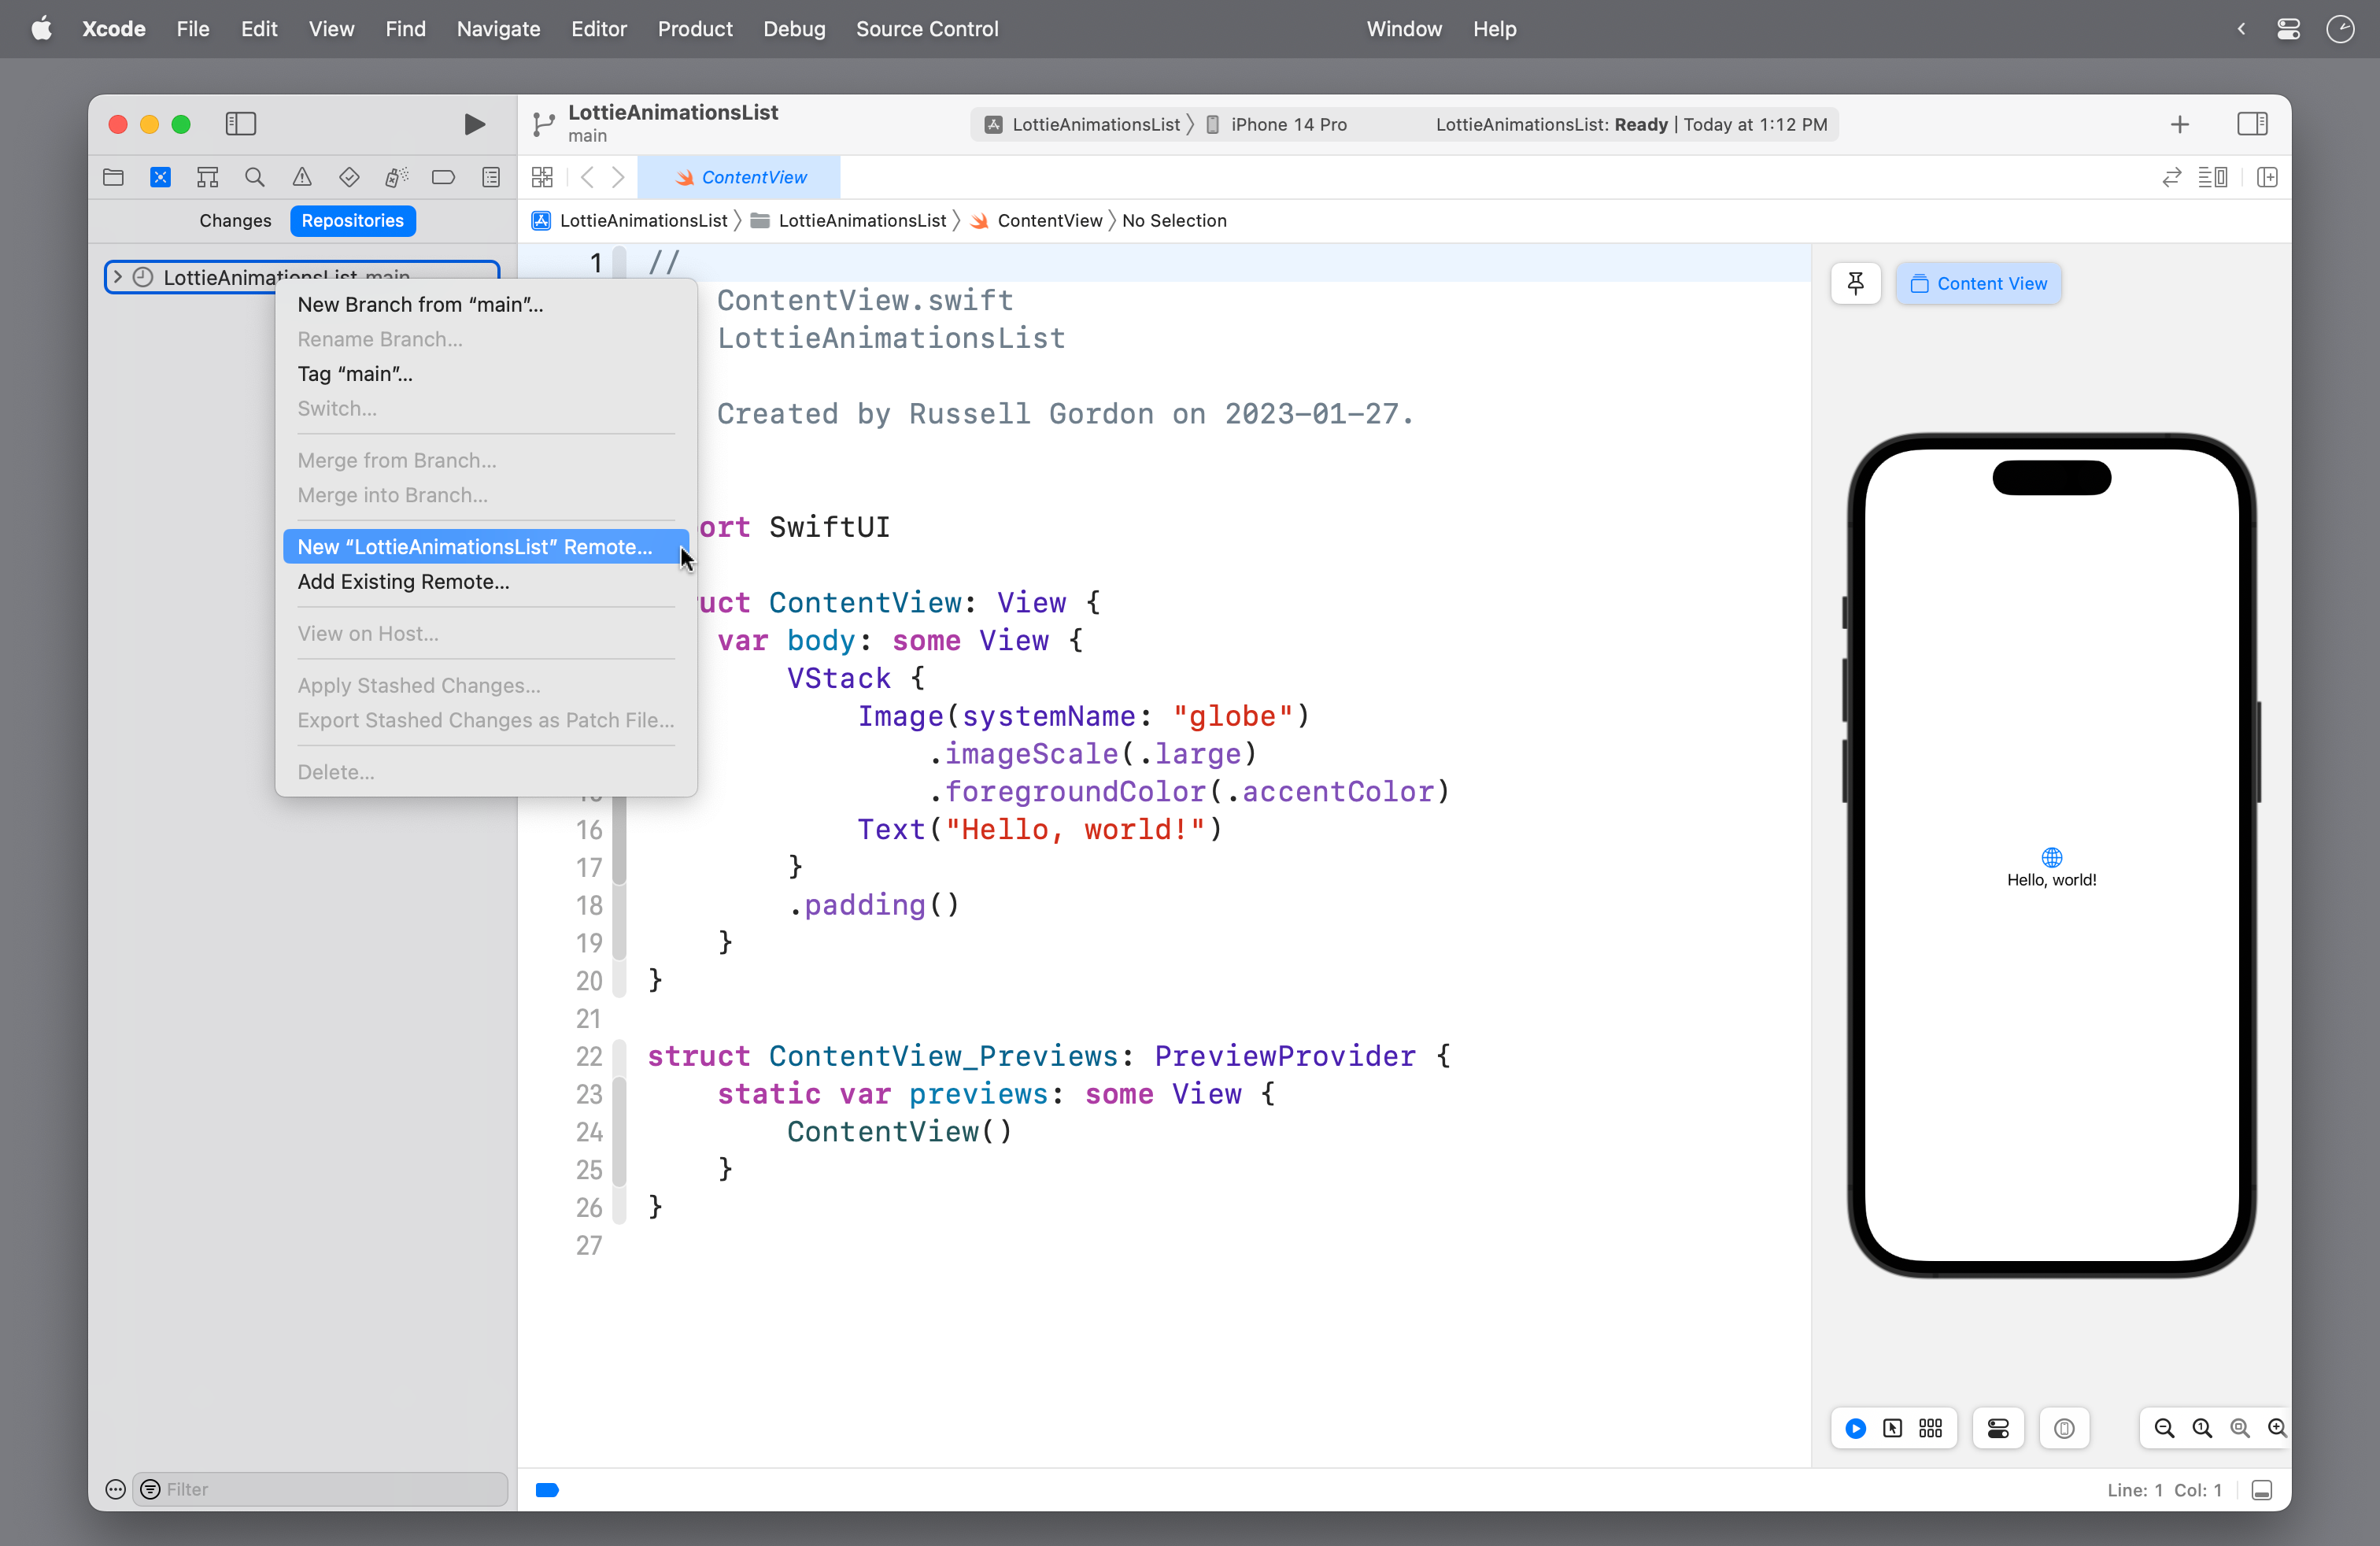 Xcode File Edit View Find Navigate Editor Product Debug Source Control Window Help
LottieAnimationsList
main
LottieAnimationsList iPhone 14 Pro LottieAnimationsList: Ready | Today at 1:12 PM
ContentView
Changes Repositories
LottieAnimationsList ContentView No Selection
LottieAnimationsList
LottieAnimationsList main
New Branch from “main”...
Rename Branch...
Tag “main”...
Switch...
Merge from Branch...
Merge into Branch...
New “LottieAnimationsList” Remote...
Add Existing Remote...
View on Host...
Apply Stashed Changes...
Export Stashed Changes as Patch File...
Delete...
1 //
ContentView.swift
LottieAnimationsList
Created by Russell Gordon on 2023-01-27.
ort SwiftUI
uct ContentView: View {
var body: some View {
VStack {
Image(systemName: "globe")
.imageScale(.large)
.foregroundColor(.accentColor)
16 Text("Hello, world!")
17 }
18 .padding()
19 }
20 }
21
22 struct ContentView_Previews: PreviewProvider {
23 static var previews: some View {
24 ContentView()
25 }
26 }
27
Content View
Hello, world!
Filter
Line: 1 Col: 1